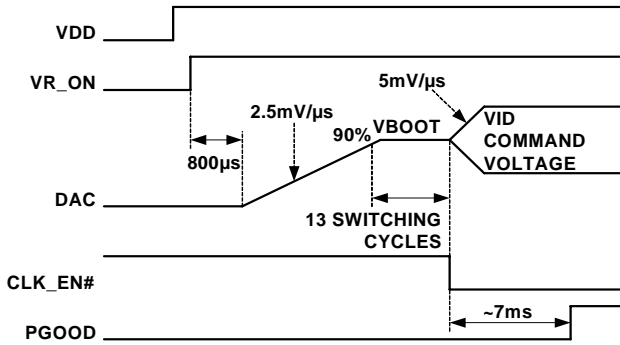 VDD
VR_ON
5mV/µs
2.5mV/µs
90%
VBOOT
VID
COMMAND
VOLTAGE
800µs
DAC
13 SWITCHING
CYCLES
CLK_EN#
~7ms
PGOOD